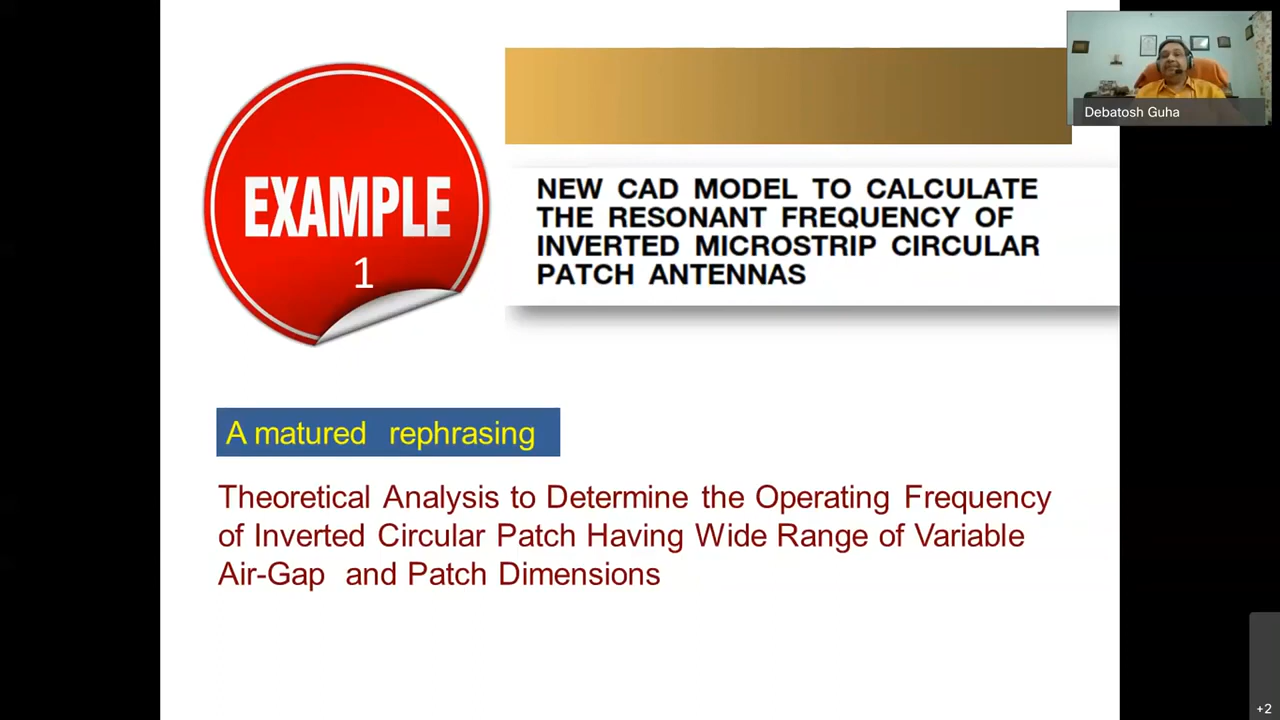 Debatosh Guha
EXAMPLE
1
NEW CAD MODEL TO CALCULATE
THE RESONANT FREQUENCY OF
INVERTED MICROSTRIP CIRCULAR
PATCH ANTENNAS
A matured rephrasing
Theoretical Analysis to Determine the Operating Frequency
of Inverted Circular Patch Having Wide Range of Variable
Air-Gap and Patch Dimensions
+2